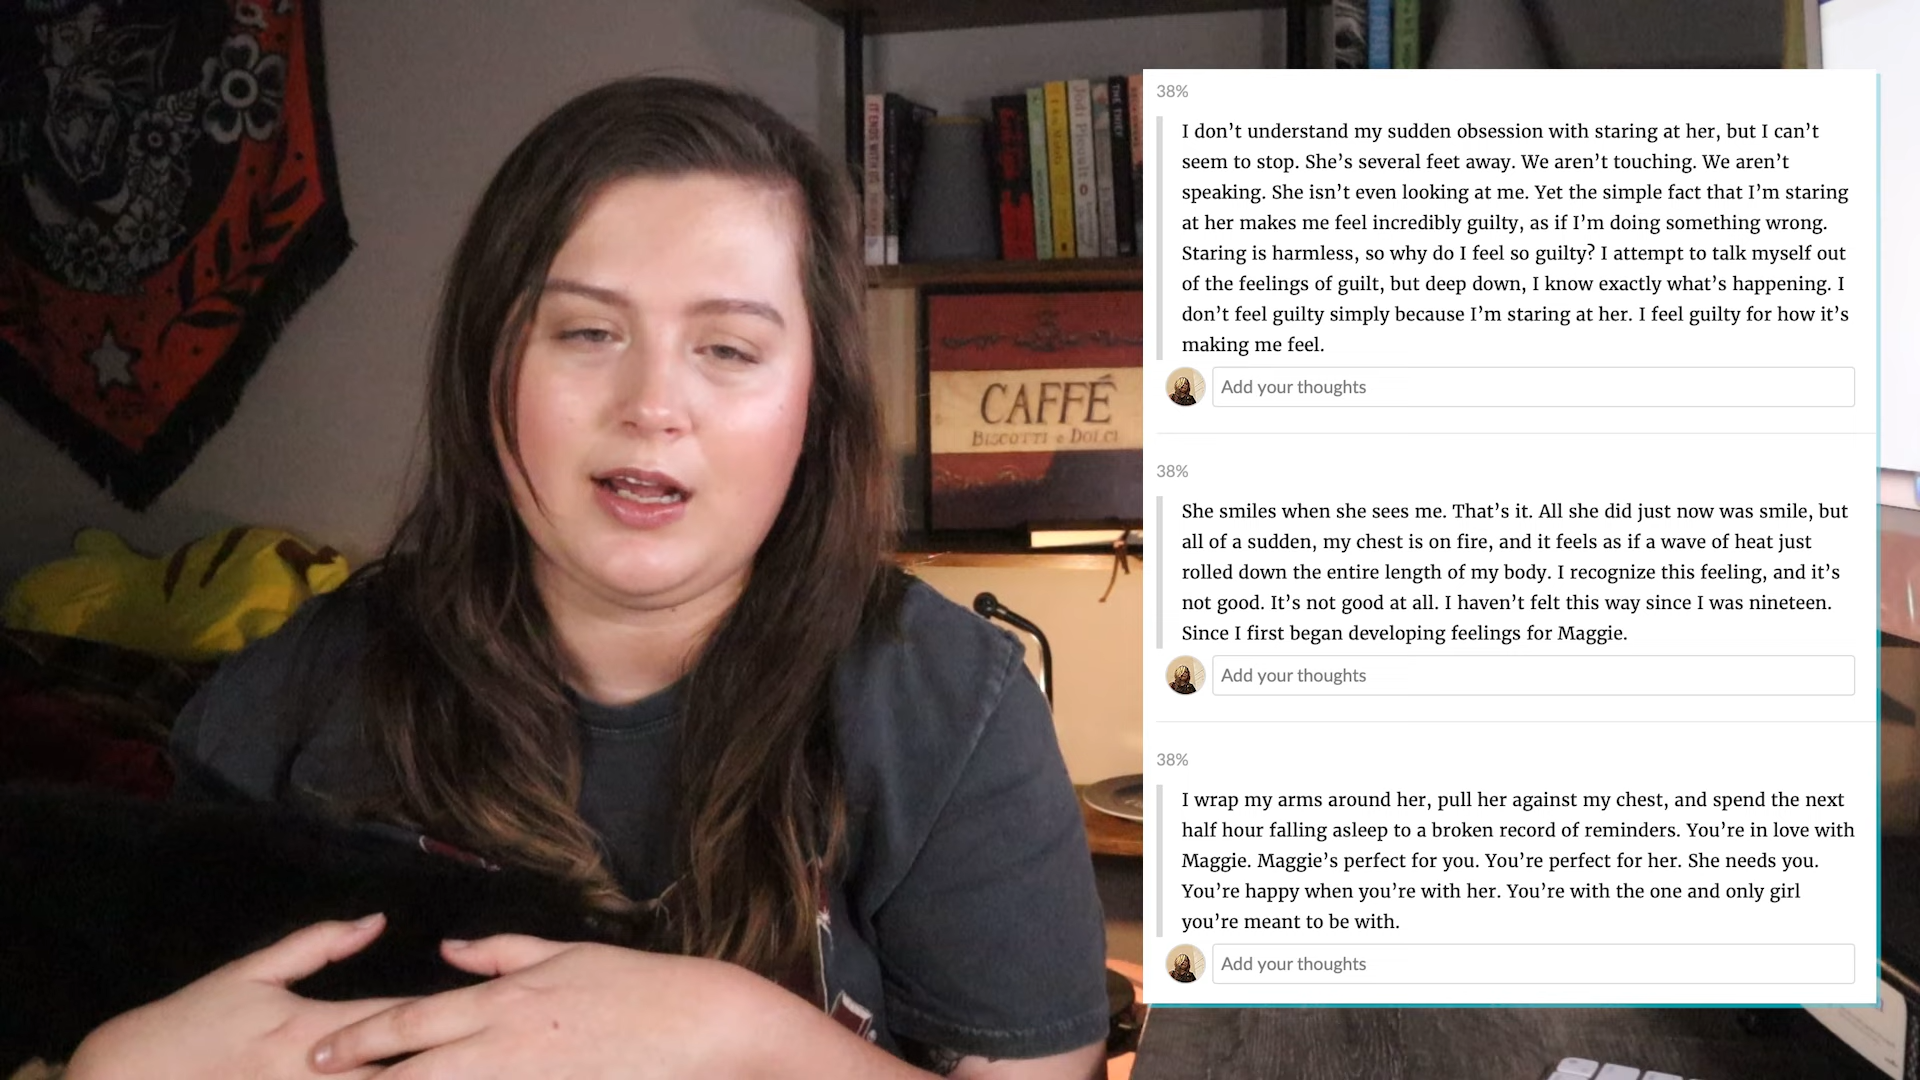 IT ENDS WITH US
Jodi Picoult
THE THIEF
CAFFÉ
BISCOTTI e DOLCI
38%
I don’t understand my sudden obsession with staring at her, but I can’t
seem to stop. She’s several feet away. We aren’t touching. We aren’t
speaking. She isn’t even looking at me. Yet the simple fact that I’m staring
at her makes me feel incredibly guilty, as if I’m doing something wrong.
Staring is harmless, so why do I feel so guilty? I attempt to talk myself out
of the feelings of guilt, but deep down, I know exactly what’s happening. I
don’t feel guilty simply because I’m staring at her. I feel guilty for how it’s
making me feel.
Add your thoughts
38%
She smiles when she sees me. That’s it. All she did just now was smile, but
all of a sudden, my chest is on fire, and it feels as if a wave of heat just
rolled down the entire length of my body. I recognize this feeling, and it’s
not good. It’s not good at all. I haven’t felt this way since I was nineteen.
Since I first began developing feelings for Maggie.
Add your thoughts
38%
I wrap my arms around her, pull her against my chest, and spend the next
half hour falling asleep to a broken record of reminders. You’re in love with
Maggie. Maggie’s perfect for you. You’re perfect for her. She needs you.
You’re happy when you’re with her. You’re with the one and only girl
you’re meant to be with.
Add your thoughts